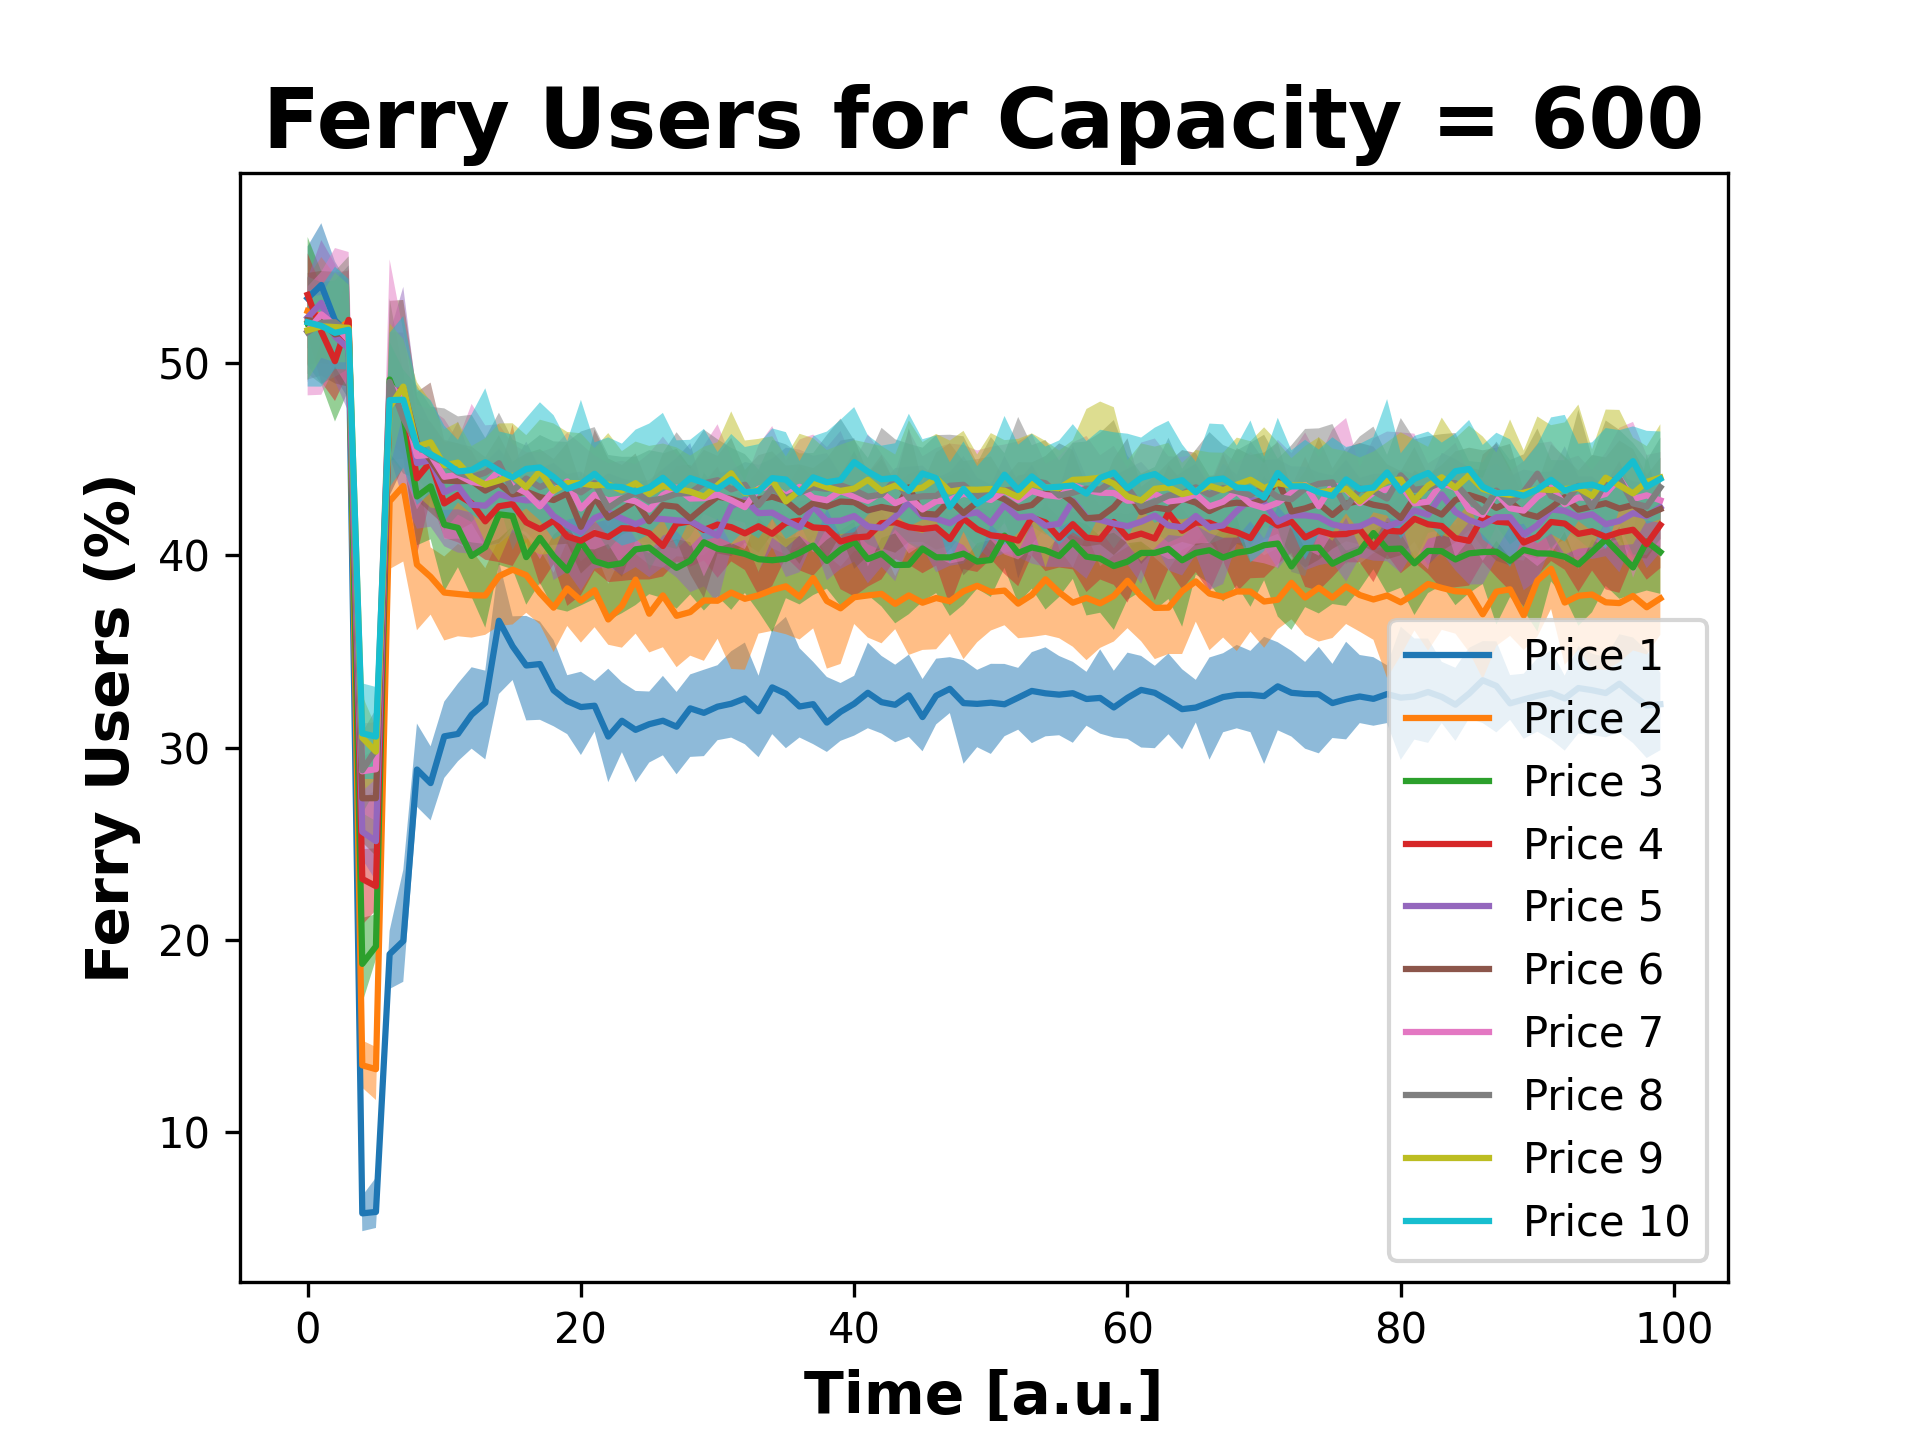 Ferry Users for Capacity = 600
Ferry Users (%)
50
40
30
20
10
0
20
40
60
80
100
Time [a.u.]
Price 1
Price 2
Price 3
Price 4
Price 5
Price 6
Price 7
Price 8
Price 9
Price 10